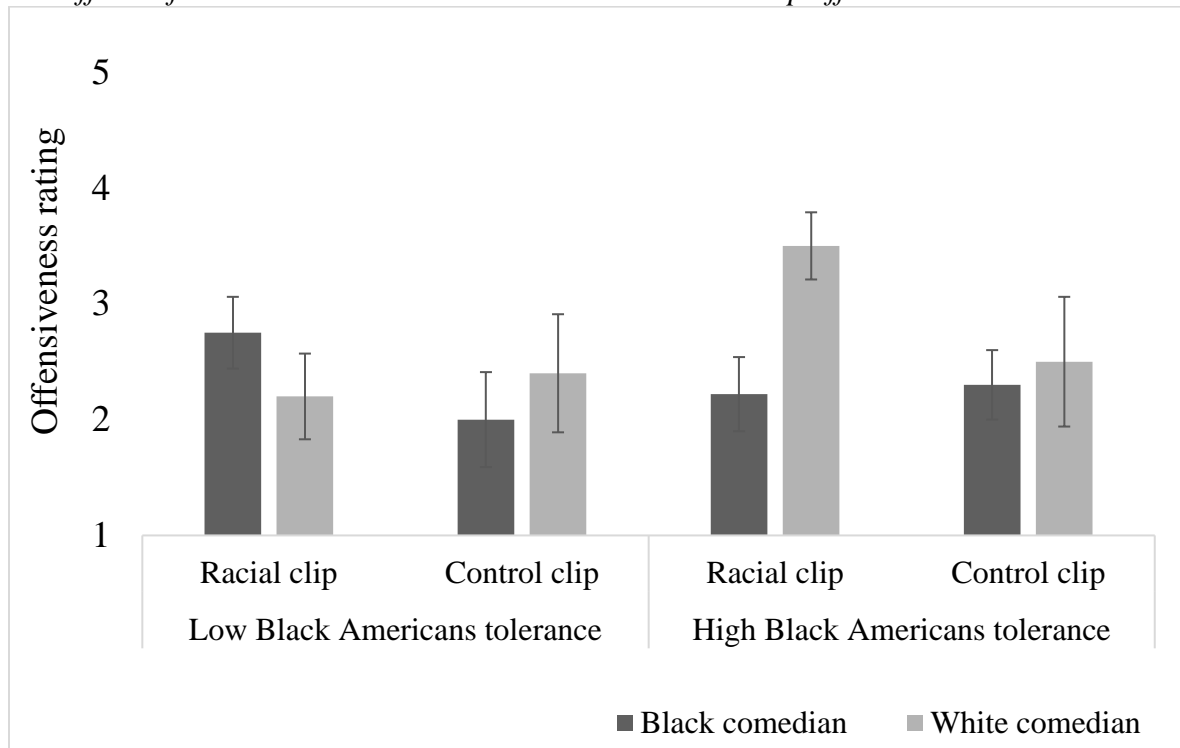 5
4
3
2
1
Offensiveness rating
Racial clip Control clip Racial clip Control clip
Low Black Americans tolerance High Black Americans tolerance
Black comedian White comedian